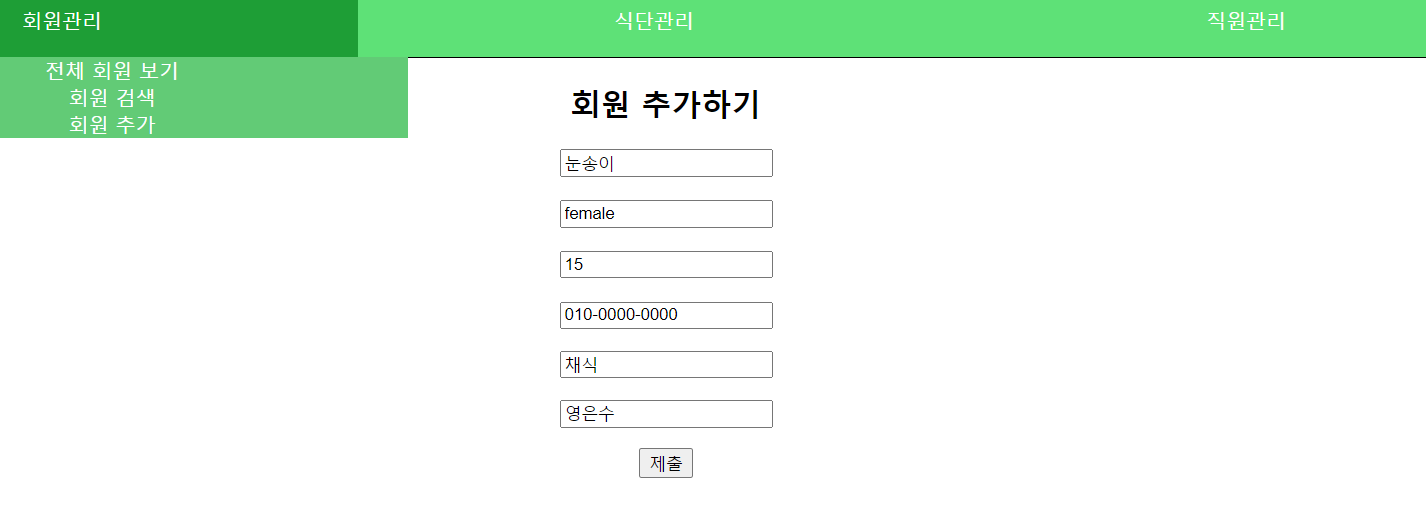 회원관리 식단관리 직원관리
전체 회원 보기
회원 검색
회원 추가
회원 추가하기
눈송이
female
15
010-0000-0000
채식
영은수
제출